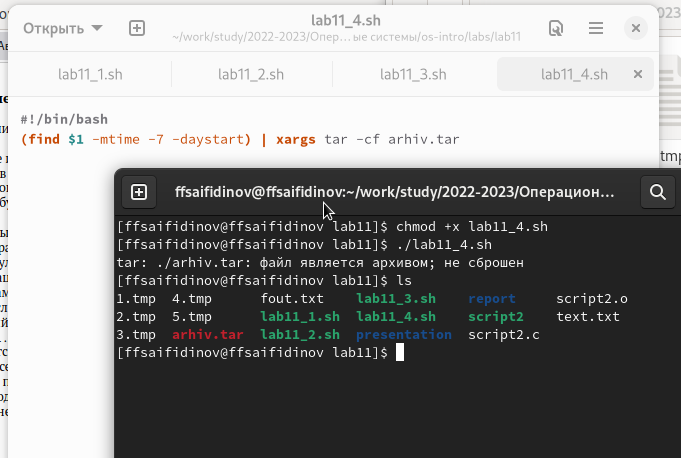 Открыть
lab11_4.sh
~/work/study/2022-2023/Опер…ые системы/os-intro/labs/lab11
lab11_1.sh
lab11_2.sh
lab11_3.sh
lab11_4.sh
#!/bin/bash
(find $1 -mtime -7 -daystart) | xargs tar -cf arhiv.tar
ffsaifidinov@ffsaifidinov:~/work/study/2022-2023/Операцион…
[ffsaifidinov@ffsaifidinov lab11]$ chmod +x lab11_4.sh
[ffsaifidinov@ffsaifidinov lab11]$ ./lab11_4.sh
tar: ./arhiv.tar: файл является архивом; не сброшен
[ffsaifidinov@ffsaifidinov lab11]$ ls
1.tmp 4.tmp fout.txt lab11_3.sh report script2.o
2.tmp 5.tmp lab11_1.sh lab11_4.sh script2 text.txt
3.tmp arhiv.tar lab11_2.sh presentation script2.c
[ffsaifidinov@ffsaifidinov lab11]$